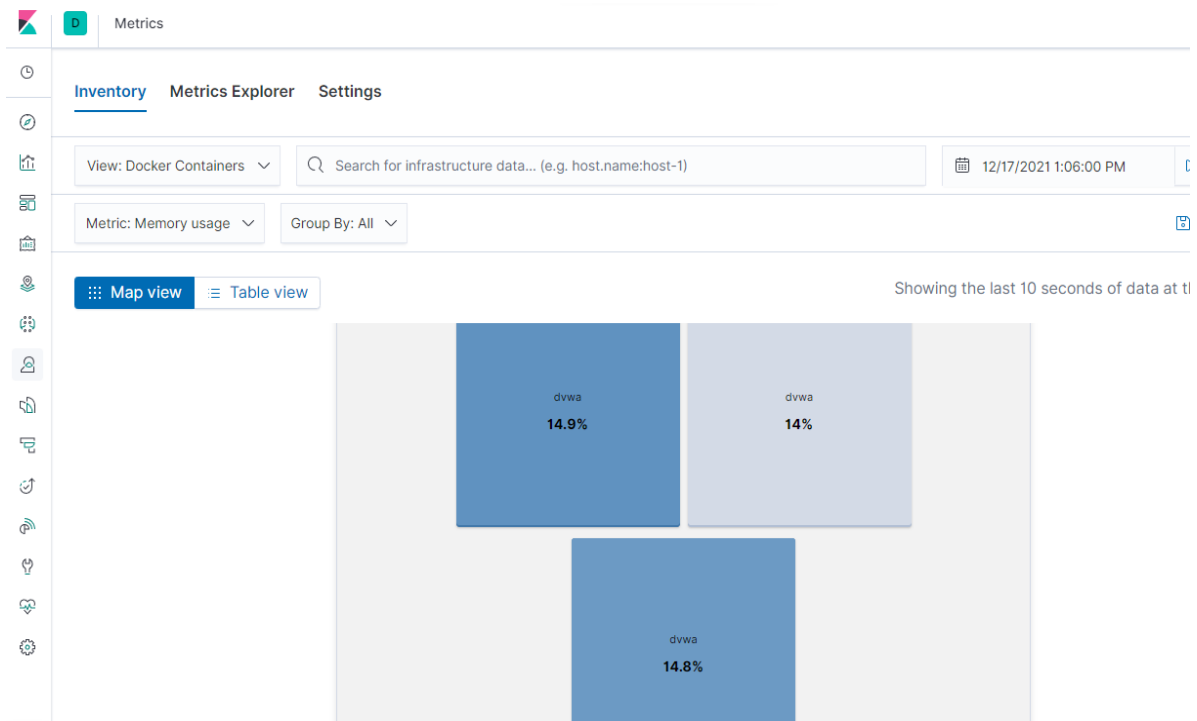 D Metrics
Inventory Metrics Explorer Settings
View: Docker Containers Search for infrastructure data... (e.g. host.name:host-1) 12/17/2021 1:06:00 PM
Metric: Memory usage Group By: All
Map view Table view Showing the last 10 seconds of data at
dvwa dvwa
14.9% 14%
dvwa
14.8%